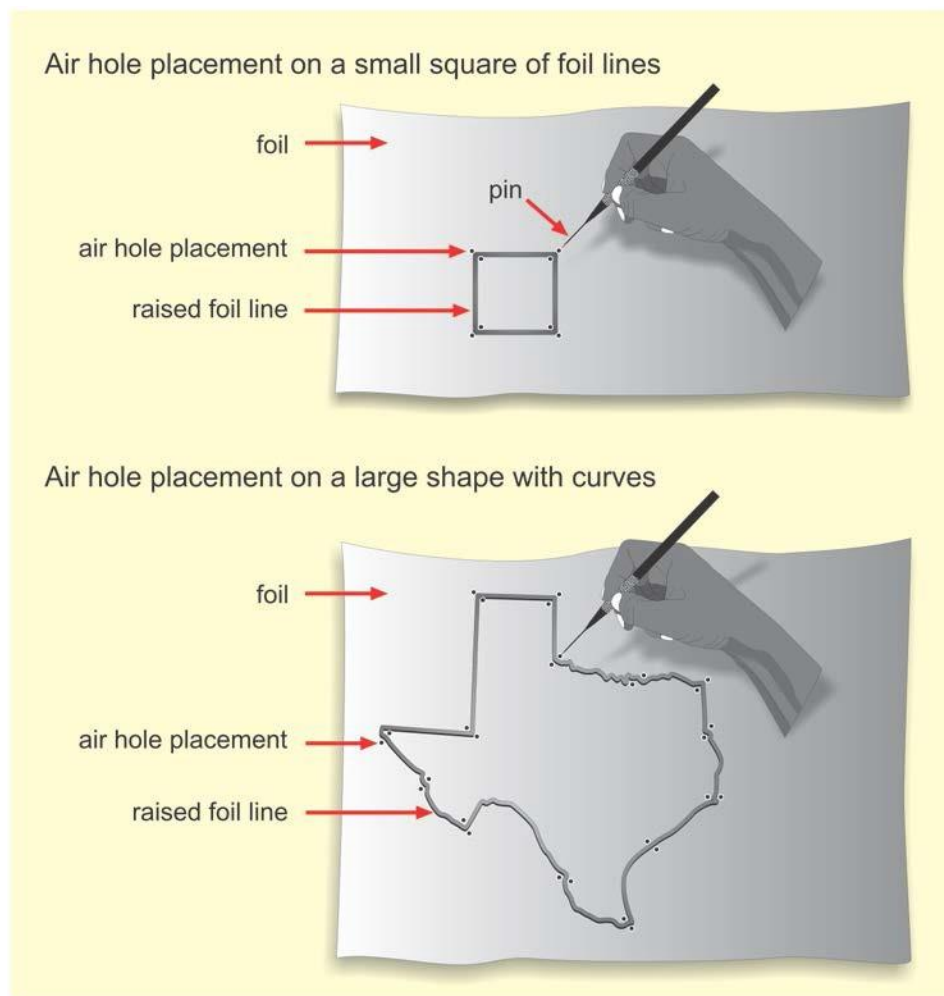 Air hole placement on a small square of foil lines
foil
pin
air hole placement
raised foil line
Air hole placement on a large shape with curves
foil
air hole placement
raised foil line